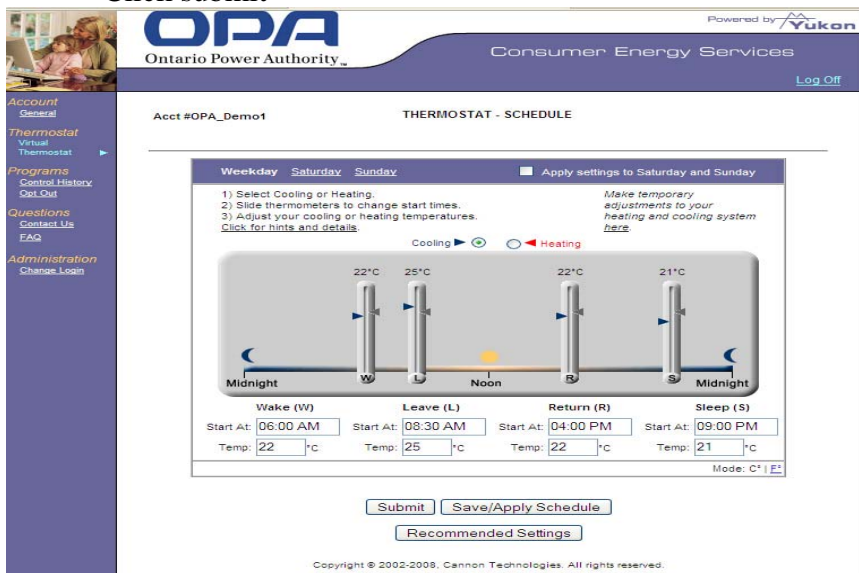 Click submit
OPA
Ontario Power Authority™
Powered by Yukon
Consumer Energy Services
Log Off
Account
General
Thermostat
Virtual
Thermostat
Programs
Control History
Opt Out
Questions
Contact Us
FAQ
Administration
Change Login
Acct #OPA_Demo1
THERMOSTAT - SCHEDULE
Weekday Saturday Sunday Apply settings to Saturday and Sunday
1) Select Cooling or Heating.
2) Slide thermometers to change start times.
3) Adjust your cooling or heating temperatures.
Click for hints and details.
Make temporary
adjustments to your
heating and cooling system
here.
Cooling Heating
22°C 25°C 22°C 21°C
W L R S
Midnight Noon Midnight
Wake (W) Leave (L) Return (R) Sleep (S)
Start At: 06:00 AM Start At: 08:30 AM Start At: 04:00 PM Start At: 09:00 PM
Temp: 22 °C Temp: 25 °C Temp: 22 °C Temp: 21 °C
Mode: C° | F°
Submit Save/Apply Schedule
Recommended Settings
Copyright © 2002-2008, Cannon Technologies. All rights reserved.